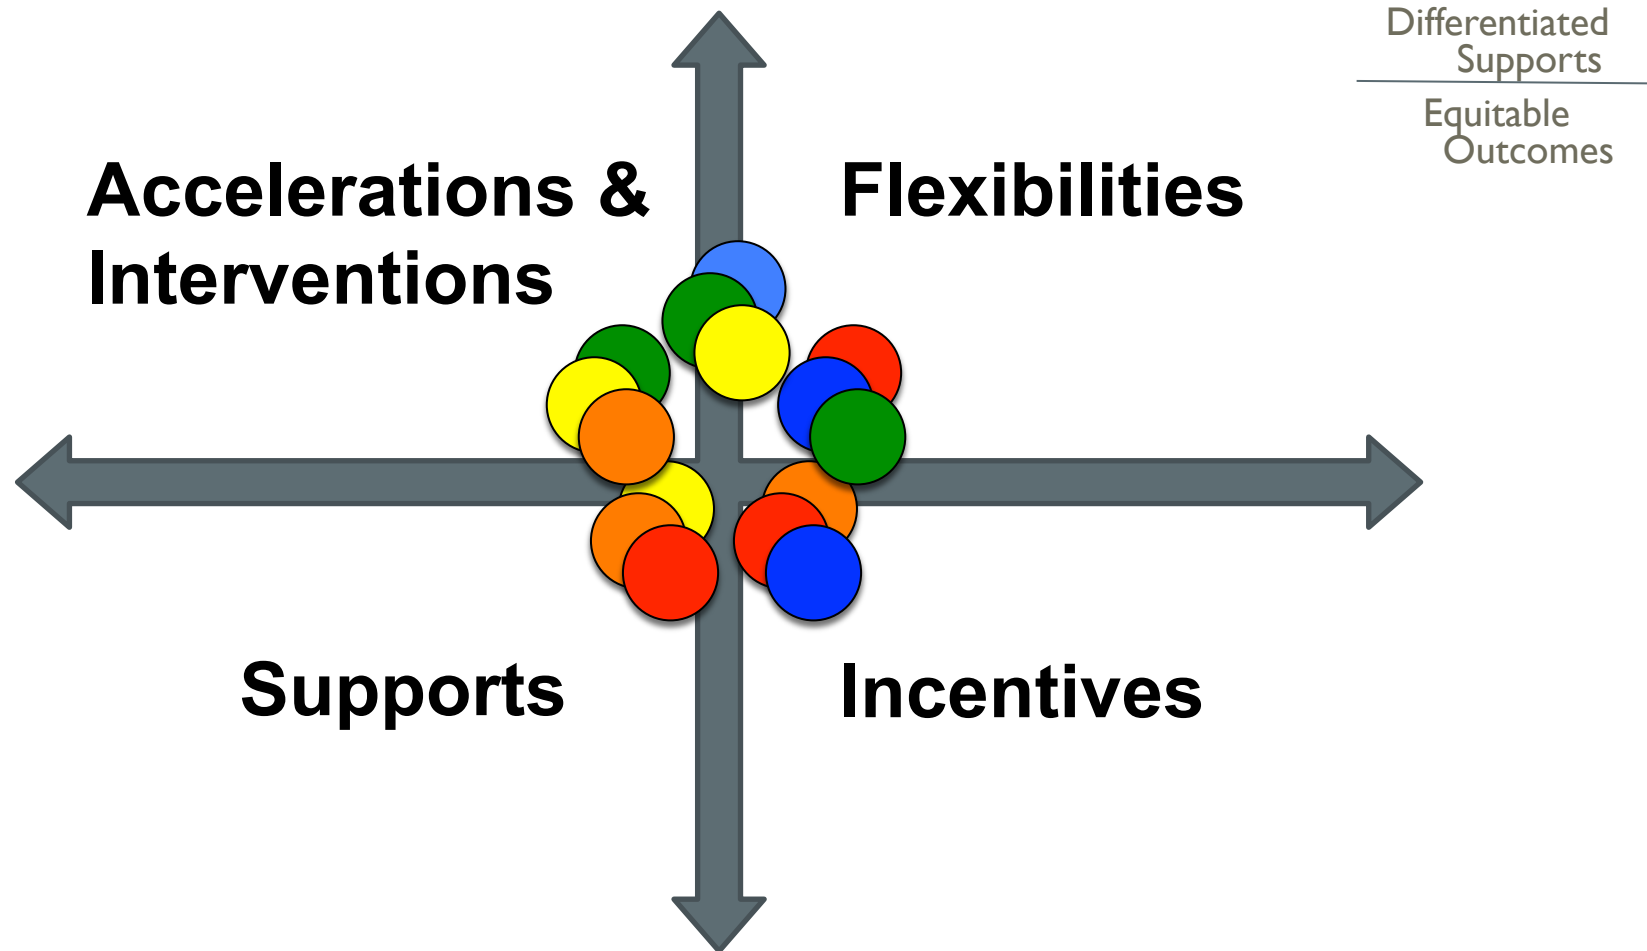 Differentiated
Supports
Equitable
Outcomes
Accelerations &
Interventions
Flexibilities
Supports
Incentives